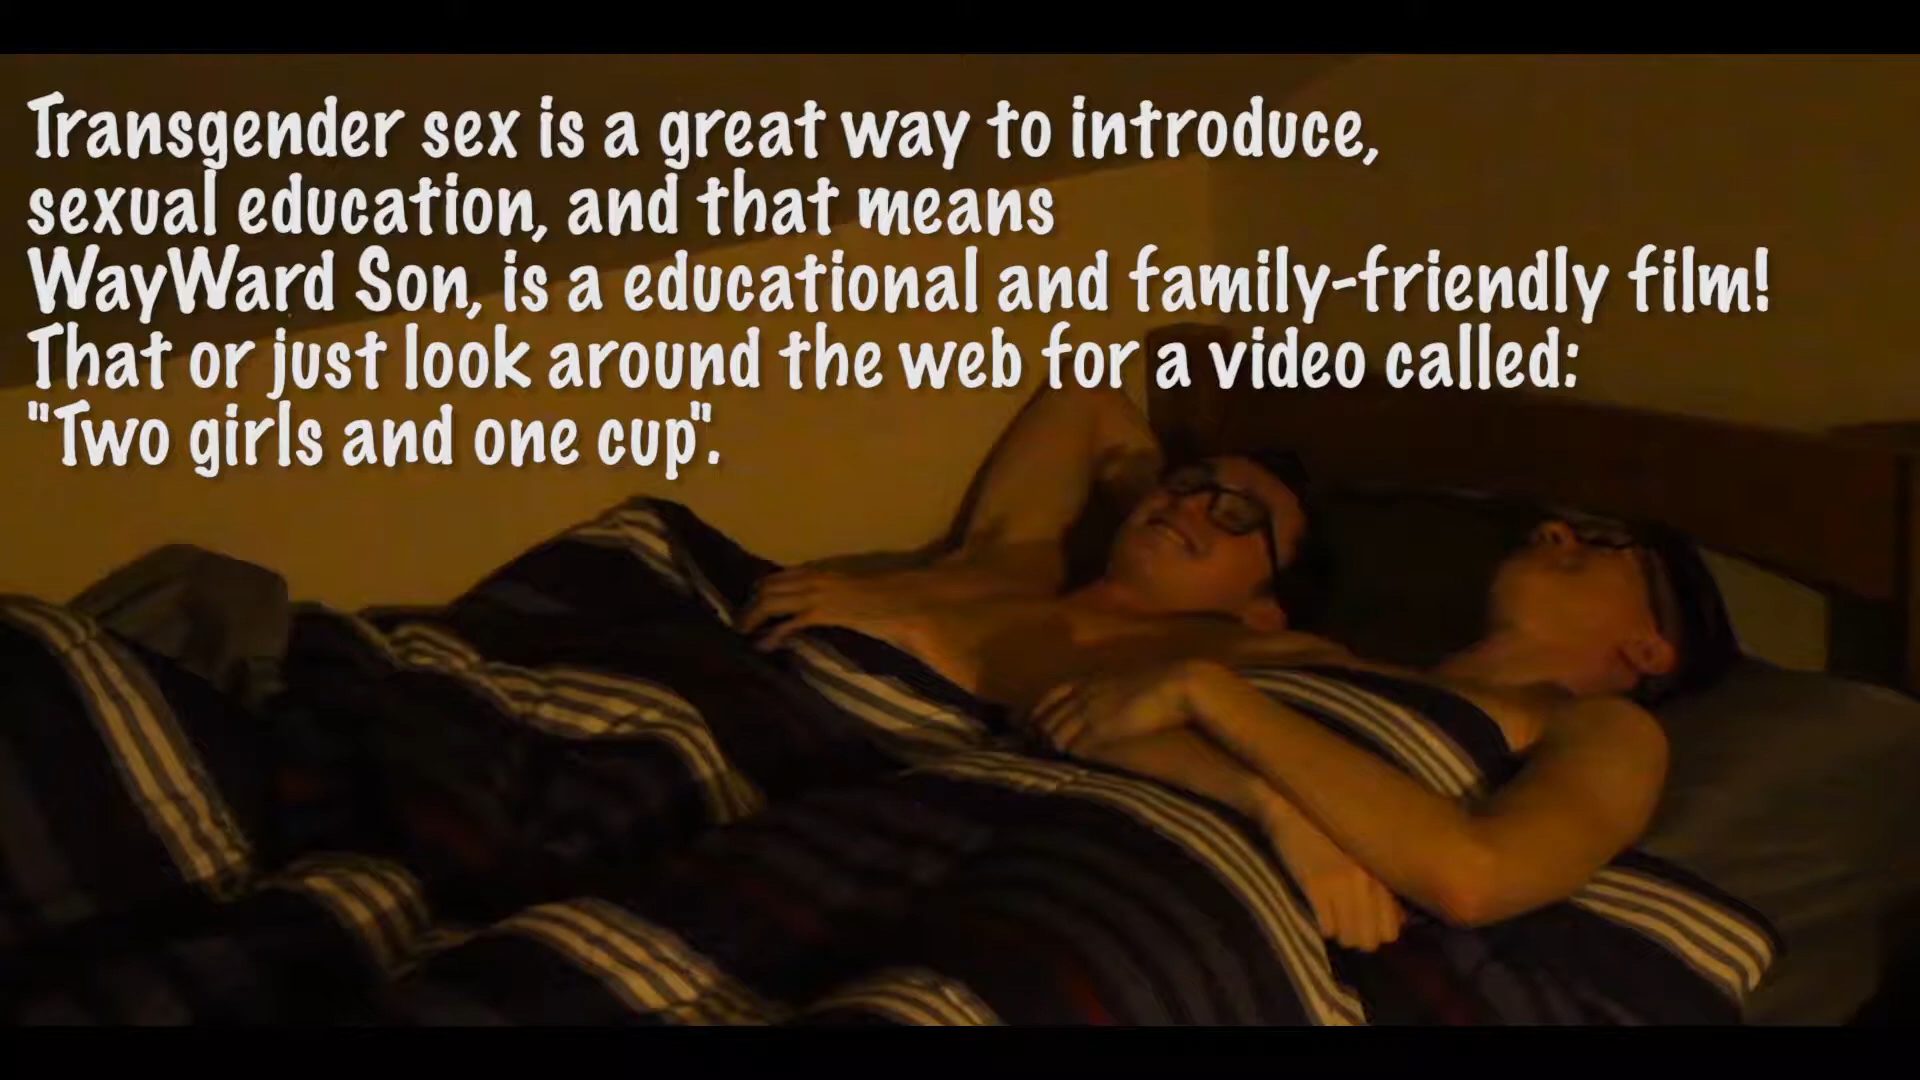 Transgender sex is a great way to introduce,
sexual education, and that means
WayWard Son, is a educational and family-friendly film!
That or just look around the web for a video called:
"Two girls and one cup".